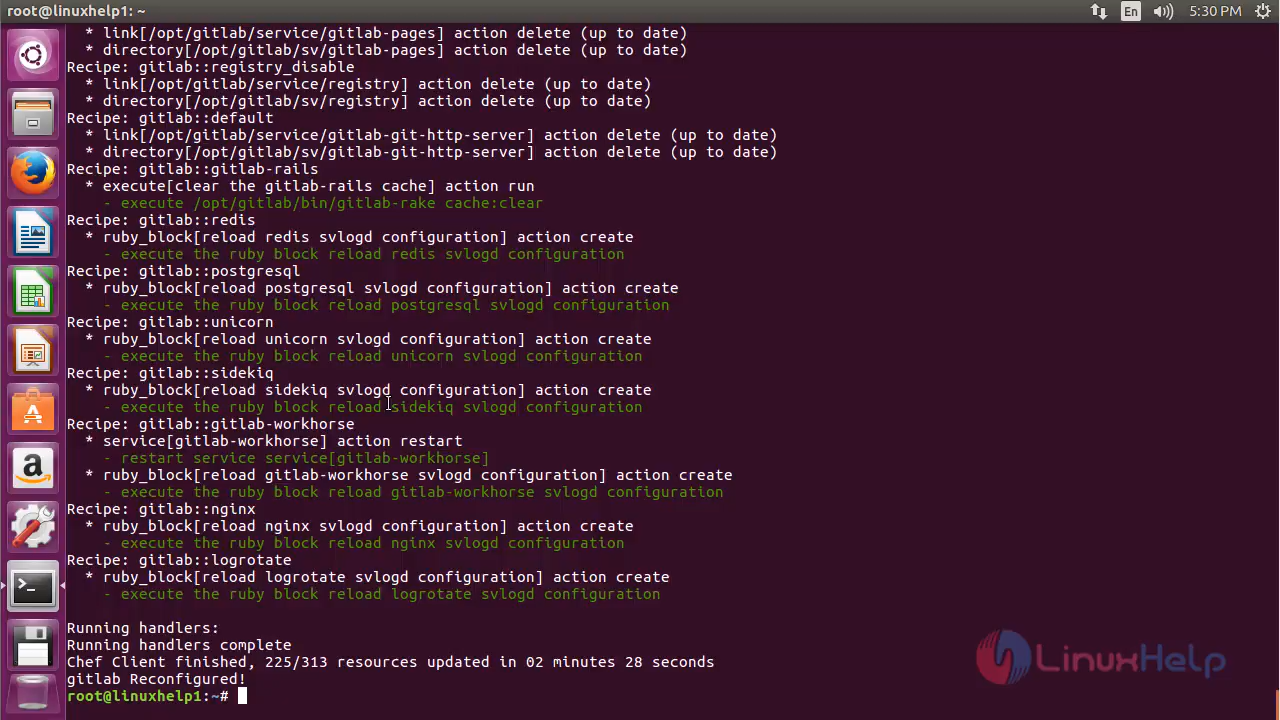 root@linuxhelp1: ~
En
5:30 PM
* link[/opt/gitlab/service/gitlab-pages] action delete (up to date)
* directory[/opt/gitlab/sv/gitlab-pages] action delete (up to date)
Recipe: gitlab::registry_disable
* link[/opt/gitlab/service/registry] action delete (up to date)
* directory[/opt/gitlab/sv/registry] action delete (up to date)
Recipe: gitlab::default
* link[/opt/gitlab/service/gitlab-git-http-server] action delete (up to date)
* directory[/opt/gitlab/sv/gitlab-git-http-server] action delete (up to date)
Recipe: gitlab::gitlab-rails
* execute[clear the gitlab-rails cache] action run
- execute /opt/gitlab/bin/gitlab-rake cache:clear
Recipe: gitlab::redis
* ruby_block[reload redis svlogd configuration] action create
- execute the ruby block reload redis svlogd configuration
Recipe: gitlab::postgresql
* ruby_block[reload postgresql svlogd configuration] action create
- execute the ruby block reload postgresql svlogd configuration
Recipe: gitlab::unicorn
* ruby_block[reload unicorn svlogd configuration] action create
- execute the ruby block reload unicorn svlogd configuration
Recipe: gitlab::sidekiq
* ruby_block[reload sidekiq svlogd configuration] action create
- execute the ruby block reload sidekiq svlogd configuration
Recipe: gitlab::gitlab-workhorse
* service[gitlab-workhorse] action restart
- restart service service[gitlab-workhorse]
* ruby_block[reload gitlab-workhorse svlogd configuration] action create
- execute the ruby block reload gitlab-workhorse svlogd configuration
Recipe: gitlab::nginx
* ruby_block[reload nginx svlogd configuration] action create
- execute the ruby block reload nginx svlogd configuration
Recipe: gitlab::logrotate
* ruby_block[reload logrotate svlogd configuration] action create
- execute the ruby block reload logrotate svlogd configuration
Running handlers:
Running handlers complete
Chef Client finished, 225/313 resources updated in 02 minutes 28 seconds
gitlab Reconfigured!
root@linuxhelp1:~#
LinuxHelp